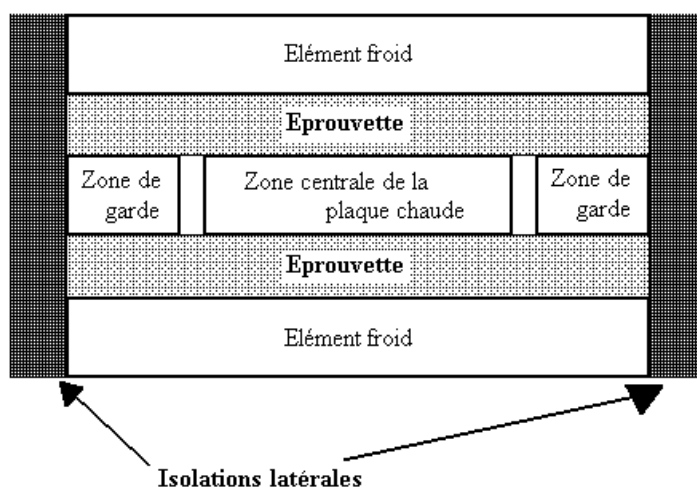 Elément froid
Eprouvette
Zone de
garde
Zone centrale de la
plaque chaude
Zone de
garde
Eprouvette
Elément froid
Isolations latérales